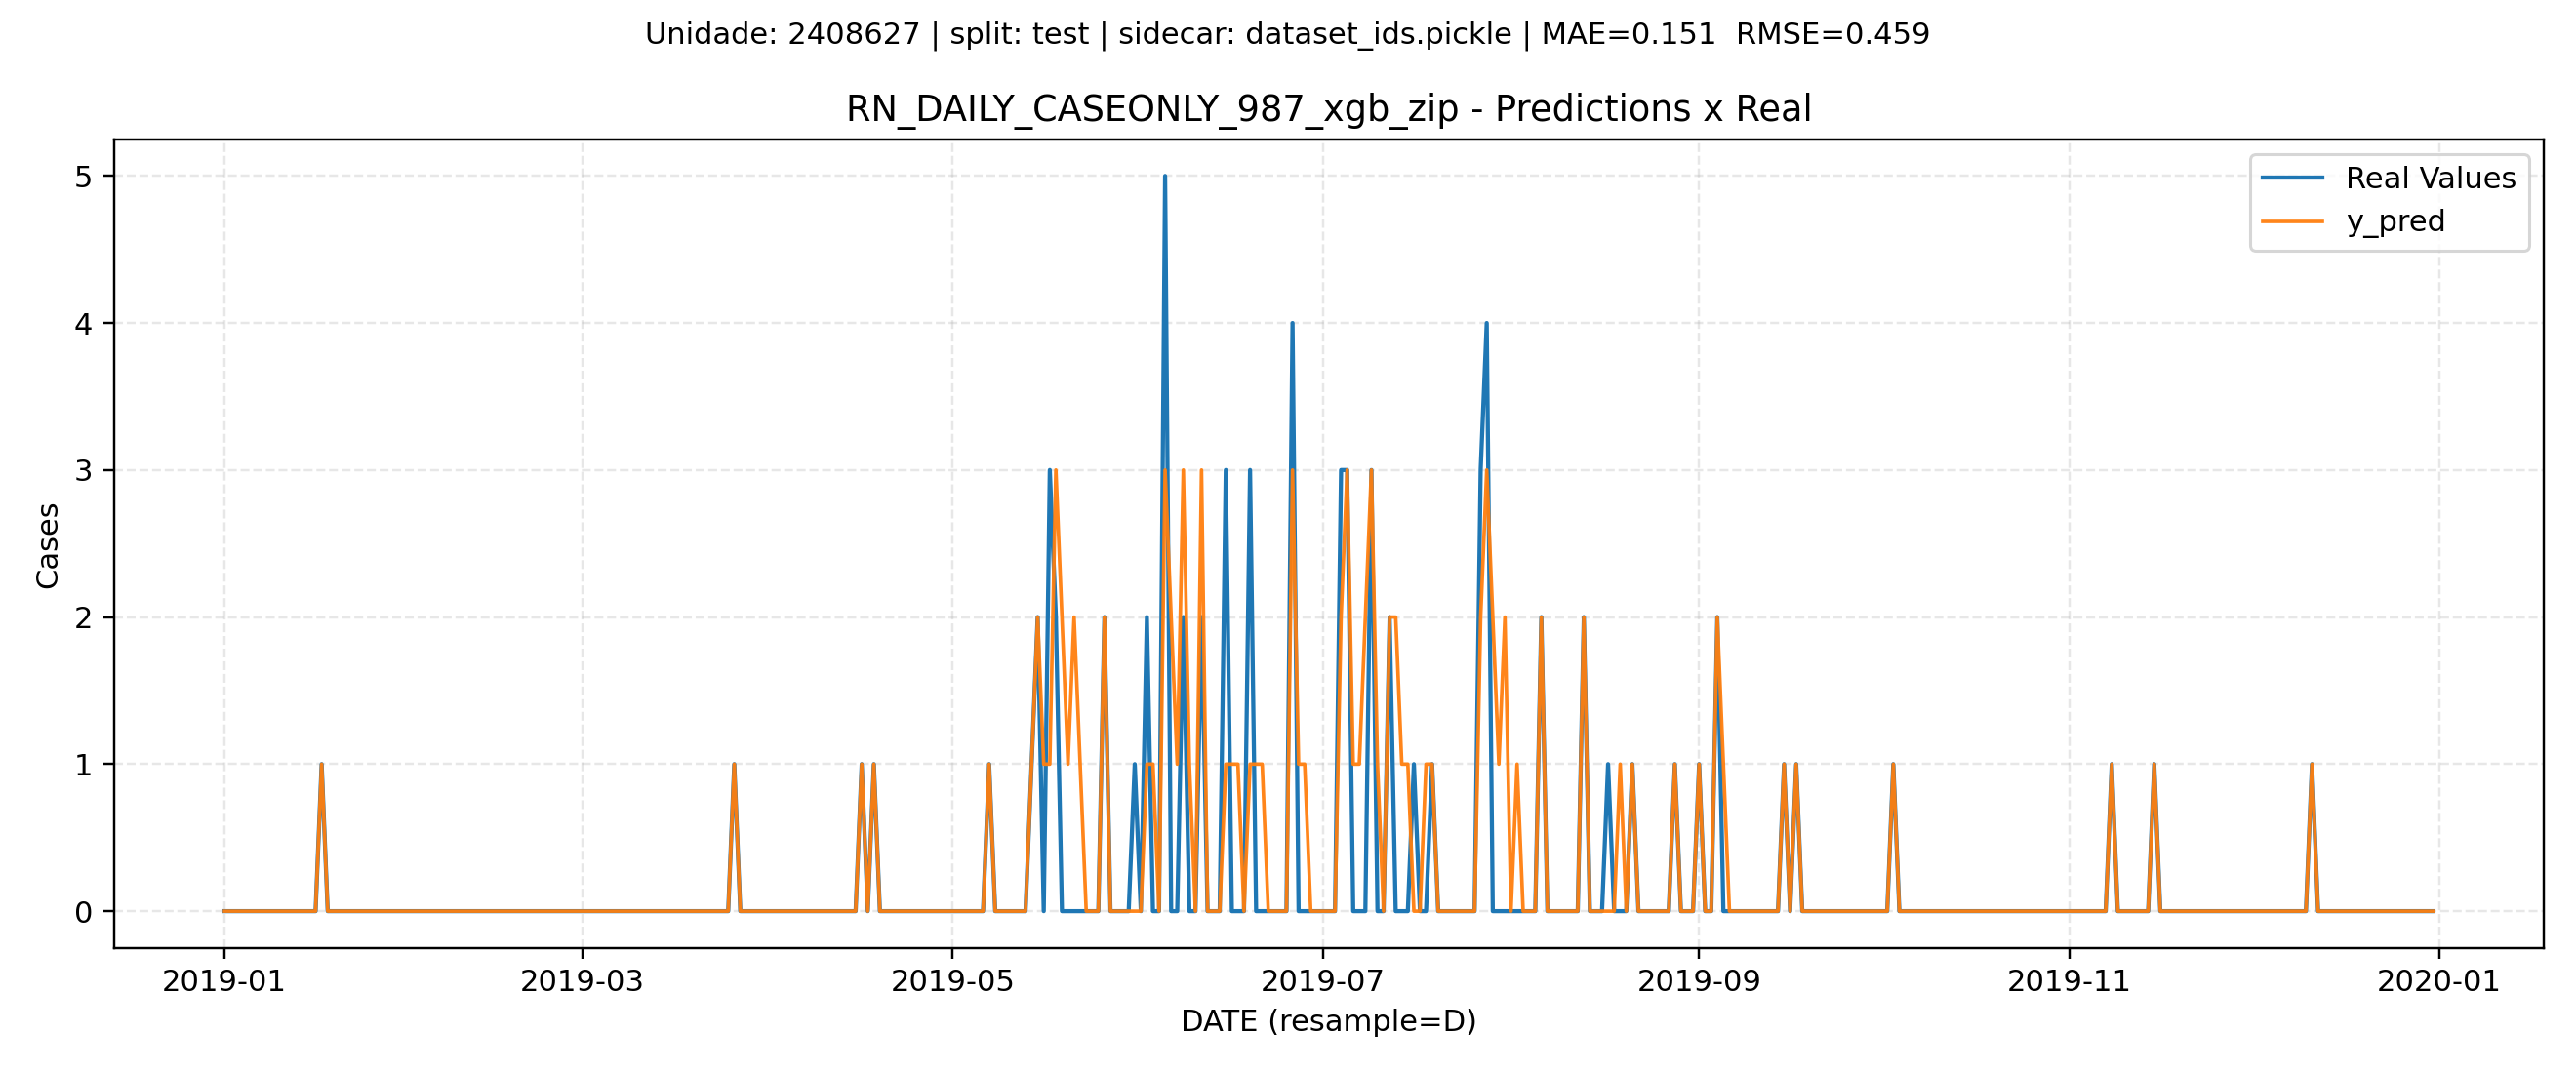 Unidade: 2408627 | split: test | sidecar: dataset_ids.pickle | MAE=0.151  RMSE=0.459
RN_DAILY_CASEONLY_987_xgb_zip - Predictions x Real
Real Values
y_pred
5
4
3
2
1
0
Cases
2019-01
2019-03
2019-05
2019-07
2019-09
2019-11
2020-01
DATE (resample=D)